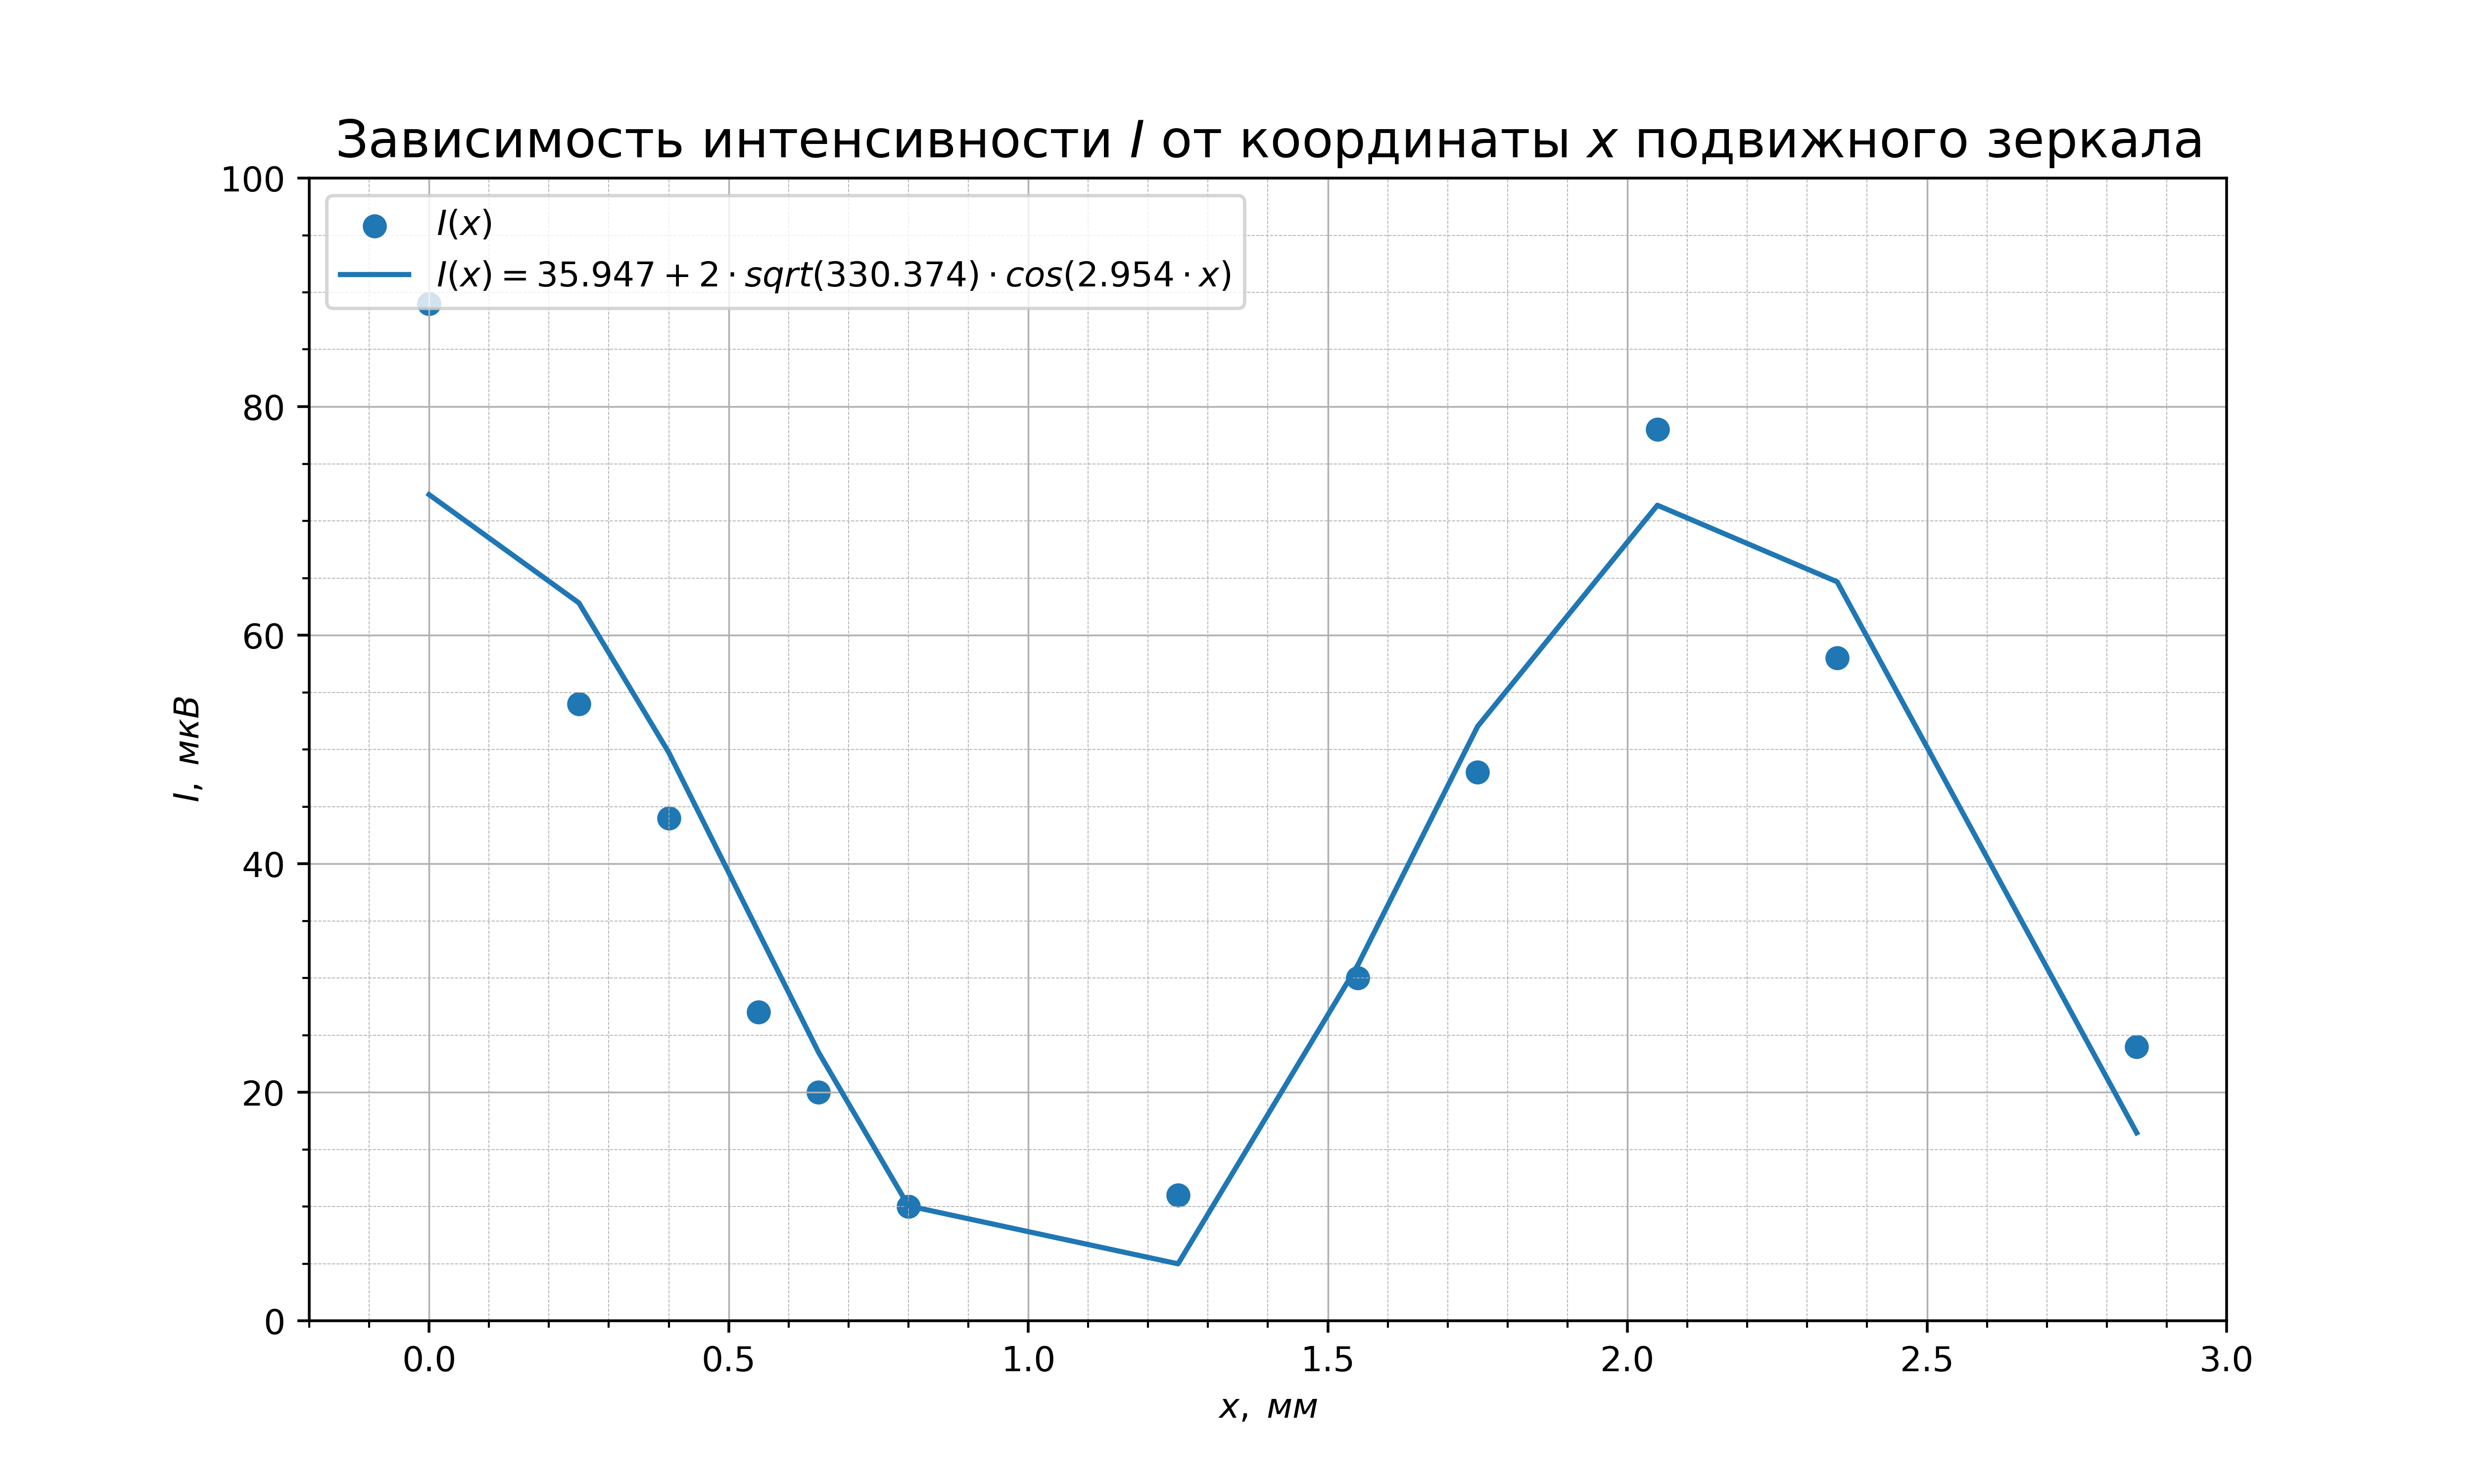 Зависимость интенсивности I от координаты x подвижного зеркала
I(x)
I(x) = 35.947 + 2 · sqrt(330.374) · cos(2.954 · x)
100
80
60
40
20
0
I, мкВ
0.0 0.5 1.0 1.5 2.0 2.5 3.0
x, мм